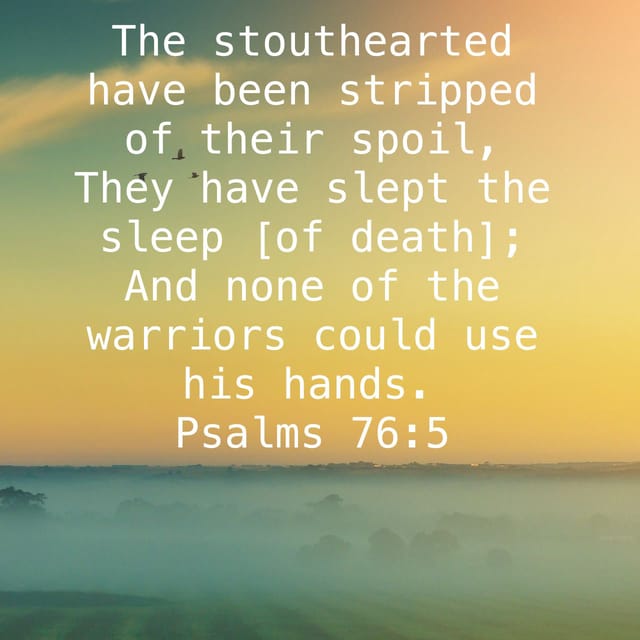 The stouthearted
have been stripped
of their spoil,
They have slept the
sleep [of death];
And none of the
warriors could use
his hands.
Psalms 76:5